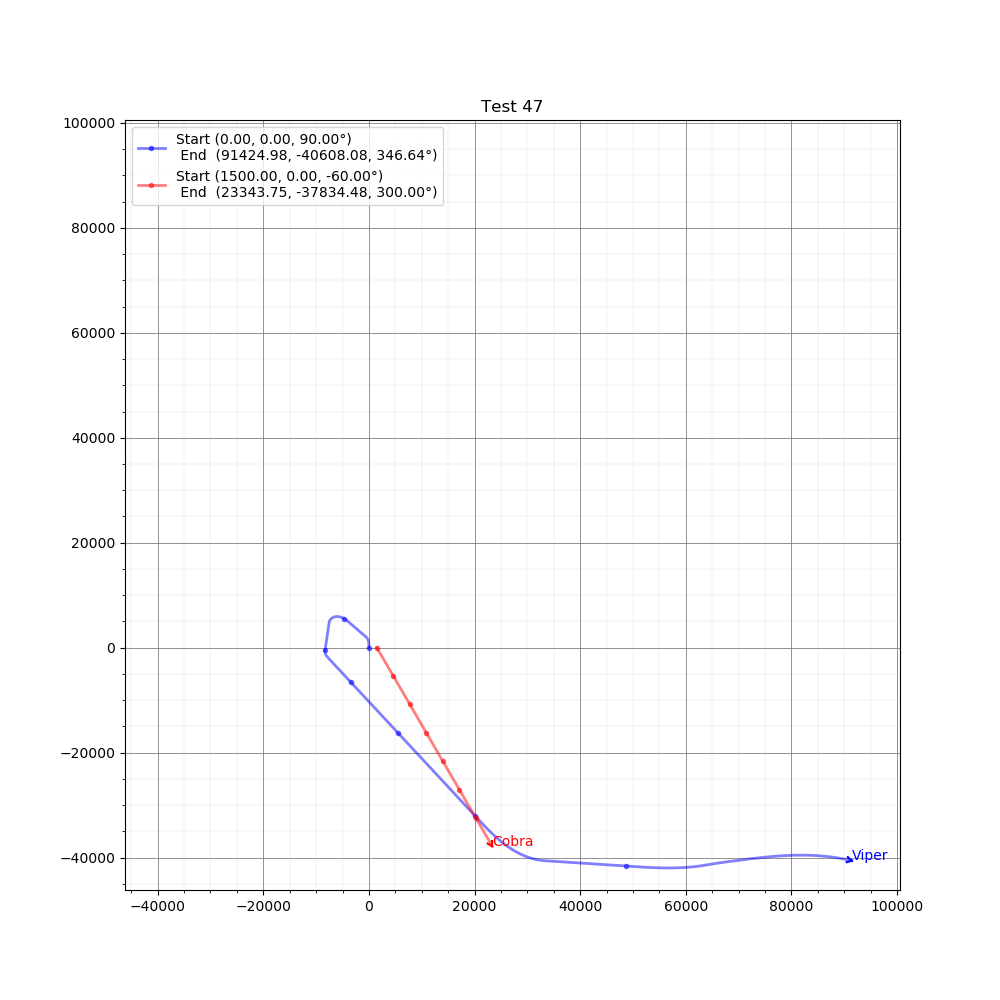 Test 47
100000
80000
60000
40000
20000
0
−20000
−40000
Start (0.00, 0.00, 90.00°)
End (91424.98, -40608.08, 346.64°)
Start (1500.00, 0.00, -60.00°)
End (23343.75, -37834.48, 300.00°)
Cobra
Viper
−40000 −20000 0 20000 40000 60000 80000 100000